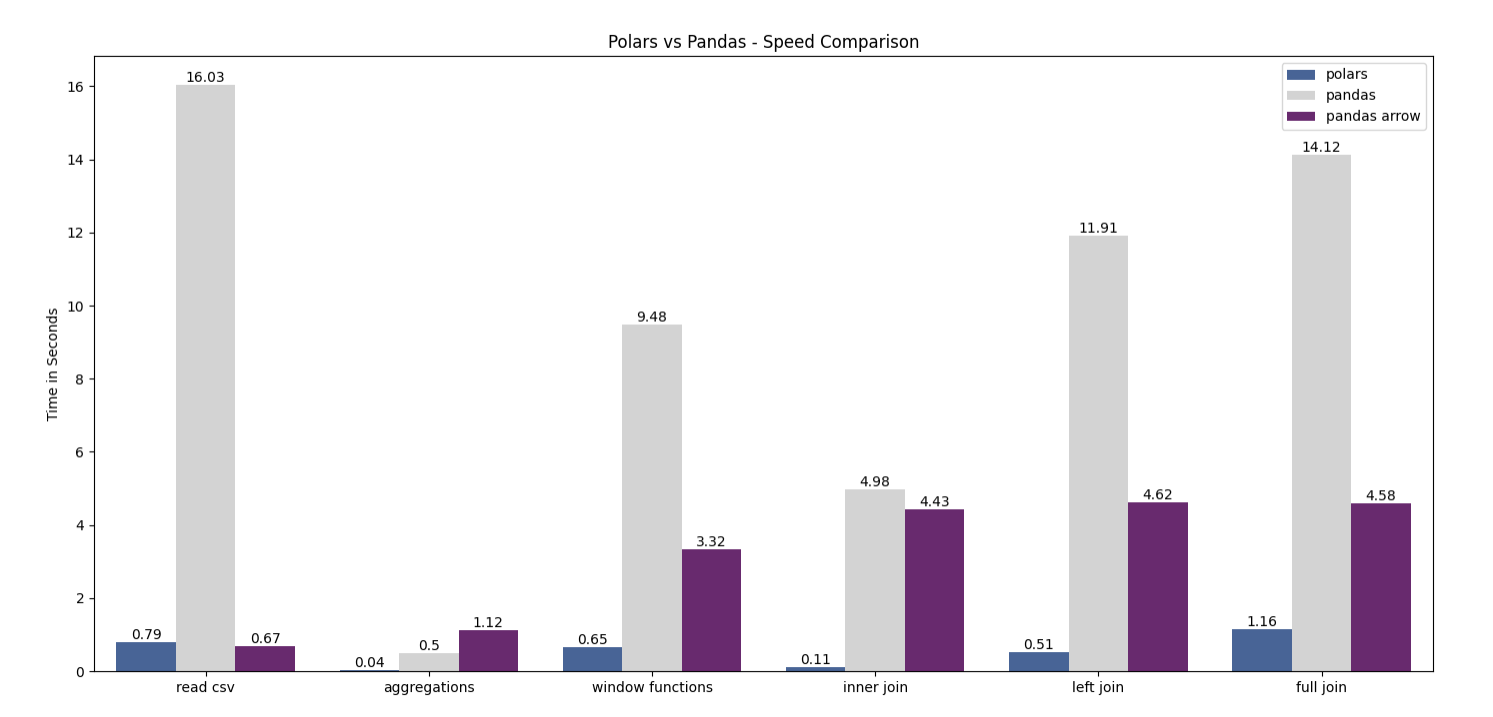 Polars vs Pandas - Speed Comparison
polars
pandas
pandas arrow
Time in Seconds
16
14
12
10
8
6
4
2
0
0.79
16.03
0.67
0.04
0.5
1.12
0.65
9.48
3.32
0.11
4.98
4.43
0.51
11.91
4.62
1.16
14.12
4.58
read csv
aggregations
window functions
inner join
left join
full join